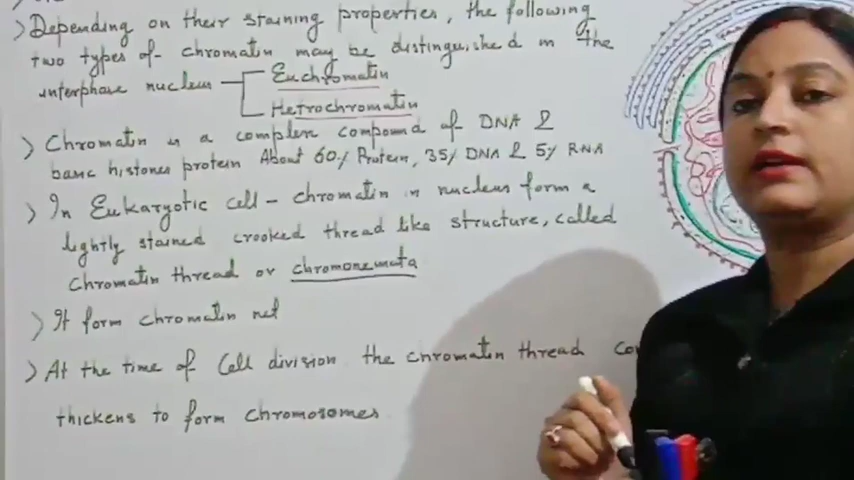 > Depending on their staining properties, the following
two types of chromatin may be distinguished in the
interphase nucleus Euchromatin
Hetrochromatin
> Chromatin is a complex compound of DNA &
basic histones protein About 60% Protein, 35% DNA & 5% RNA
> In Eukaryotic cell - chromatin in nucleus form a
lightly stained crooked thread like structure, called
chromatin thread or chromonemata
> It form chromatin net
> At the time of Cell division the chromatin thread
thickens to form chromosomes